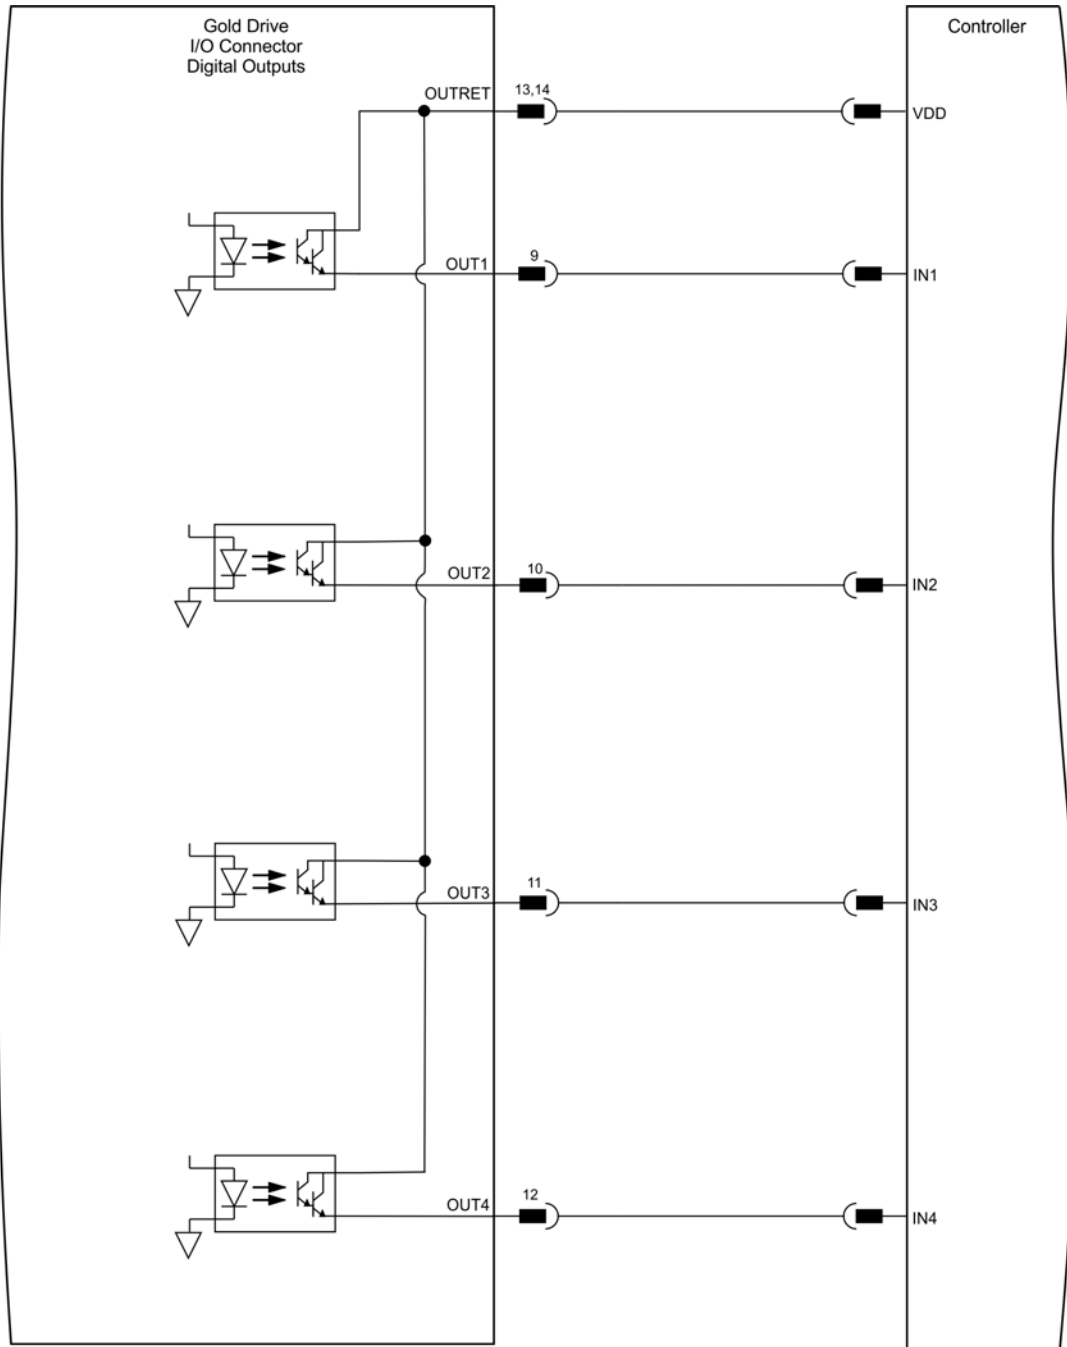 Gold Drive
I/O Connector
Digital Outputs
Controller
OUTRET
13,14
VDD
OUT1
9
IN1
OUT2
10
IN2
OUT3
11
IN3
OUT4
12
IN4